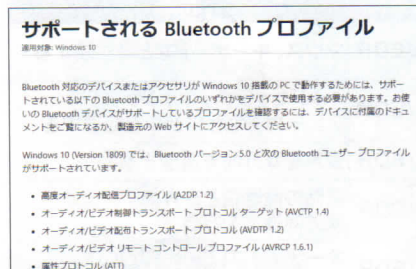 サポートされる Bluetooth プロファイル
適用対象: Windows 10
Bluetooth 対応のデバイスまたはアクセサリが Windows 10 搭載の PC で動作するためには、サポー
トされている以下の Bluetooth プロファイルのいずれかをデバイスで使用する必要があります。お使
いの Bluetooth デバイスがサポートしているプロファイルを確認するには、デバイスに付属のドキュ
メントをご覧になるか、製造元の Web サイトにアクセスしてください。
Windows 10 (Version 1809) では、Bluetooth バージョン 5.0 と次の Bluetooth ユーザー プロファイル
がサポートされています。
• 高度オーディオ配信プロファイル (A2DP 1.2)
• オーディオ/ビデオ制御トランスポート プロトコル ターゲット (AVCTP 1.4)
• オーディオ/ビデオ配布トランスポート プロトコル (AVDTP 1.2)
• オーディオ/ビデオ リモート コントロール プロファイル (AVRCP 1.6.1)
• 属性プロトコル (ATT)